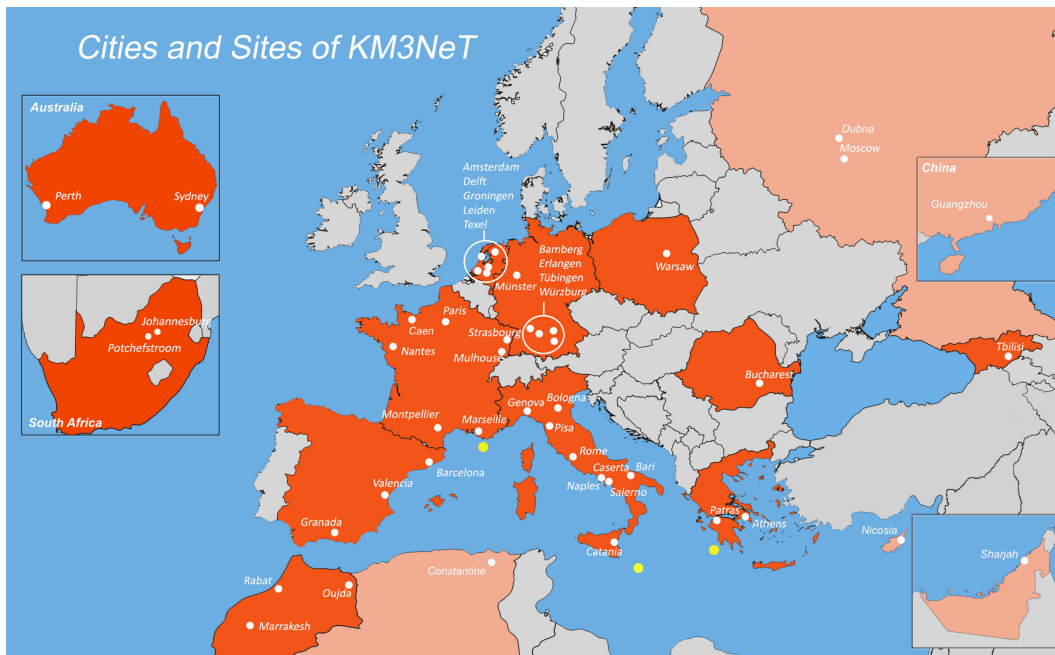 Cities and Sites of KM3NeT
Australia
Perth
Sydney
Johannesburg
Potchefstroom
South Africa
Amsterdam
Delft
Groningen
Leiden
Texel
Bamberg
Erlangen
Tübingen
Würzburg
Münster
Warsaw
Dubna
Moscow
China
Guangzhou
Paris
Caen
Strasbourg
Nantes
Mulhouse
Tbilisi
Bucharest
Genova
Bologna
Montpellier
Marseille
Pisa
Rome
Barcelona
Caserta
Bari
Naples
Salerno
Valencia
Granada
Patras
Athens
Catania
Nicosia
Sharjah
Constantine
Rabat
Oujda
Marrakesh